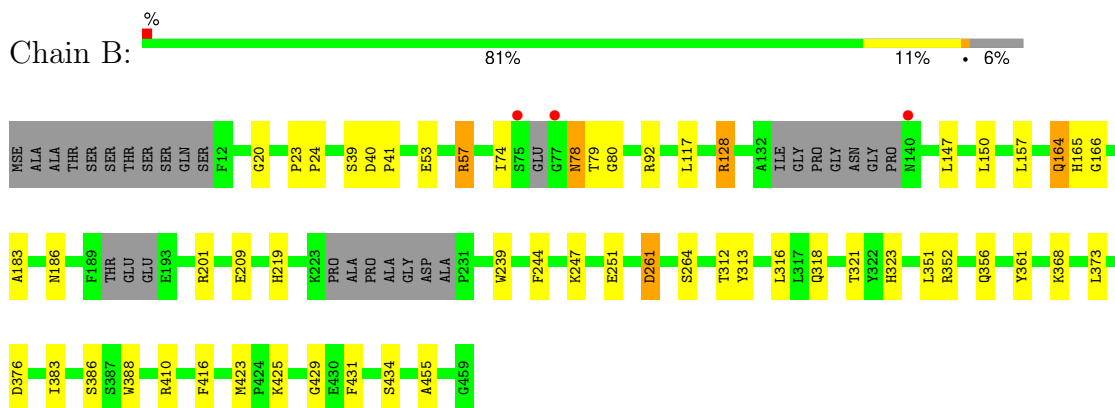 %
Chain B:
81% 11% • 6%
MSE ALA ALA THR SER SER THR SER SER GLN SER F12 G20 P23 P24 S39 D40 P41 E53 R57 I74 S75 GLU G77 N78 T79 G80 R92 L117 R128 A132 ILE GLY PRO GLY ASN GLY PRO N140 L147 L150 L157 Q164 H165 G166
A183 N186 F189 THR GLU GLU E193 R201 E209 H219 K223 PRO ALA PRO ALA GLY ASP ALA P231 W239 F244 K247 E251 D261 S264 T312 Y313 L316 L317 Q318 T321 Y322 H323 L351 R352 Q356 Y361 K368 L373
D376 I383 S386 S387 W388 R410 F416 M423 P424 K425 G429 E430 F431 S434 A455 G459